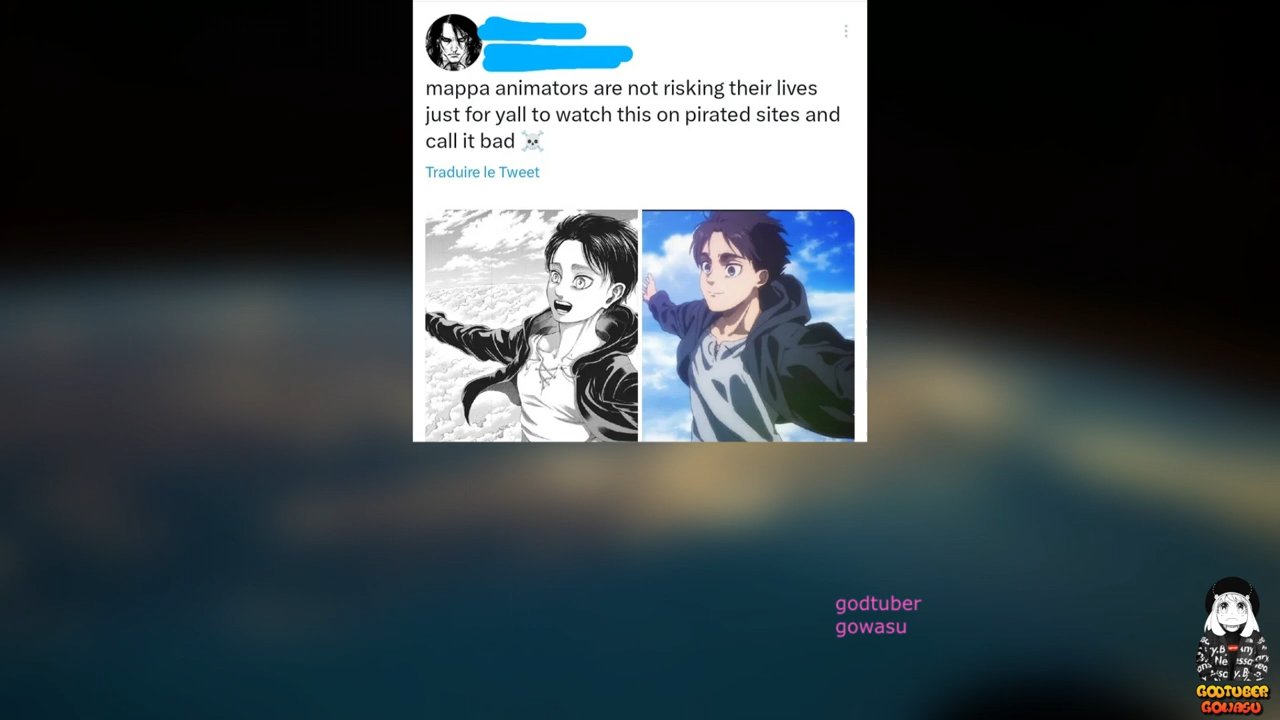 mappa animators are not risking their lives
just for yall to watch this on pirated sites and
call it bad ☠️
Traduire le Tweet
godtuber
gowasu
GODTUBER
GOWASU